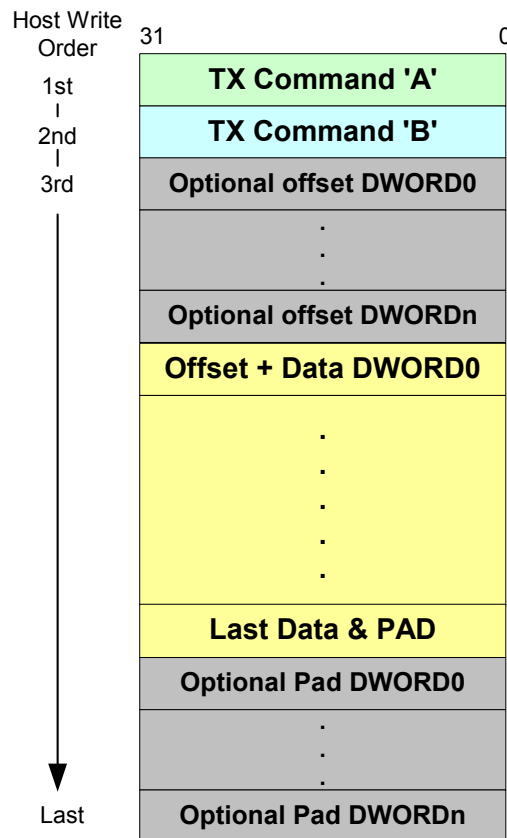 Host Write
Order
31
0
1st
TX Command 'A'
2nd
TX Command 'B'
3rd
Optional offset DWORD0
.
.
.
Optional offset DWORDn
Offset + Data DWORD0
.
.
.
.
.
Last Data & PAD
Optional Pad DWORD0
.
.
.
Last
Optional Pad DWORDn